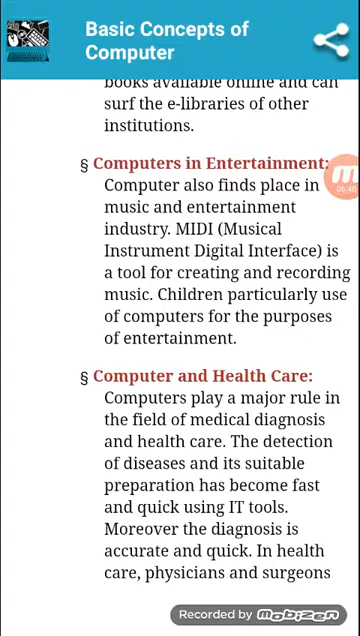 Basic Concepts of
Computer
books available online and can
surf the e-libraries of other
institutions.
§ Computers in Entertainment:
06:40
Computer also finds place in
music and entertainment
industry. MIDI (Musical
Instrument Digital Interface) is
a tool for creating and recording
music. Children particularly use
of computers for the purposes
of entertainment.
§ Computer and Health Care:
Computers play a major rule in
the field of medical diagnosis
and health care. The detection
of diseases and its suitable
preparation has become fast
and quick using IT tools.
Moreover the diagnosis is
accurate and quick. In health
care, physicians and surgeons
Recorded by mobizen